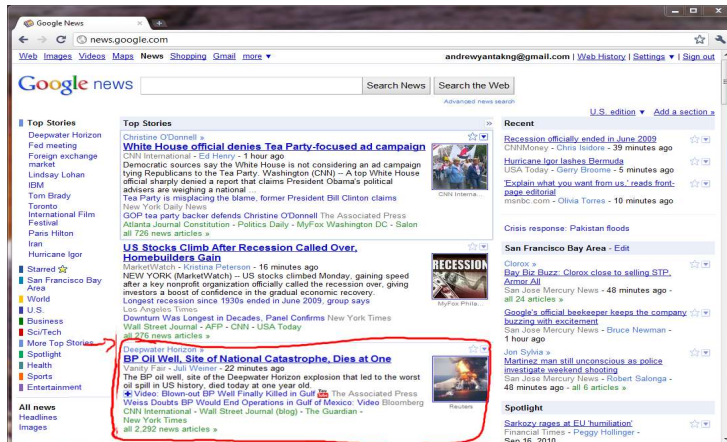 Google News
news.google.com
Web Images Videos Maps News Shopping Gmail more ▼
andrewyantakng@gmail.com | Web History | Settings ▼ | Sign out
Google news
Search News
Search the Web
Advanced news search
U.S. edition ▼ Add a section »
Top Stories
Deepwater Horizon
Fed meeting
Foreign exchange
market
Lindsay Lohan
IBM
Tom Brady
Toronto
International Film
Festival
Paris Hilton
Iran
Hurricane Igor
Starred
San Francisco Bay
Area
World
U.S.
Business
Sci/Tech
More Top Stories
Spotlight
Health
Sports
Entertainment
All news
Headlines
Images
Top Stories »
Christine O'Donnell »
White House official denies Tea Party-focused ad campaign
CNN International - Ed Henry - 1 hour ago
Democratic sources say the White House is not considering an ad campaign
tying Republicans to the Tea Party. Washington (CNN) -- A top White House
official sharply denied a report that claims President Obama's political
advisers are weighing a national ...
Tea Party is misplacing the blame, former President Bill Clinton claims
New York Daily News
GOP tea party backer defends Christine O'Donnell The Associated Press
Atlanta Journal Constitution - Politics Daily - MyFox Washington DC - Salon
all 726 news articles »
CNN Interna...
US Stocks Climb After Recession Called Over,
Homebuilders Gain
MarketWatch - Kristina Peterson - 16 minutes ago
NEW YORK (MarketWatch) -- US stocks climbed Monday, gaining speed
after a key nonprofit organization officially called the recession over, giving
investors a boost of confidence in the gradual economic recovery.
Longest recession since 1930s ended in June 2009, group says
Los Angeles Times
Downturn Was Longest in Decades, Panel Confirms New York Times
Wall Street Journal - AFP - CNN - USA Today
all 276 news articles »
RECESSION
MyFox Phila...
Deepwater Horizon »
BP Oil Well, Site of National Catastrophe, Dies at One
Vanity Fair - Juli Weiner - 22 minutes ago
The BP oil well, site of the Deepwater Horizon explosion that led to the worst
oil spill in US history, died today at one year old.
Video: Blown-out BP Well Finally Killed in Gulf The Associated Press
Weiss Doubts BP Would End Operations in Gulf of Mexico: Video Bloomberg
CNN International - Wall Street Journal (blog) - The Guardian -
New York Times
all 2,292 news articles »
Reuters
Recent
Recession officially ended in June 2009
CNNMoney - Chris Isidore - 39 minutes ago
Hurricane Igor lashes Bermuda
USA Today - Gerry Broome - 5 minutes ago
'Explain what you want from us,' reads front-
page editorial
msnbc.com - Olivia Torres - 10 minutes ago
Crisis response: Pakistan floods
San Francisco Bay Area - Edit
Clorox »
Bay Biz Buzz: Clorox close to selling STP,
Armor All
San Jose Mercury News - 48 minutes ago -
all 24 articles »
Google's official beekeeper keeps the company
buzzing with excitement
San Jose Mercury News - Bruce Newman -
1 hour ago
Jon Sylvia »
Martinez man still unconscious as police
investigate weekend shooting
San Jose Mercury News - Robert Salonga -
48 minutes ago - all 6 articles »
Spotlight
Sarkozy rages at EU 'humiliation'
Financial Times - Peggy Hollinger -
Sep 16, 2010